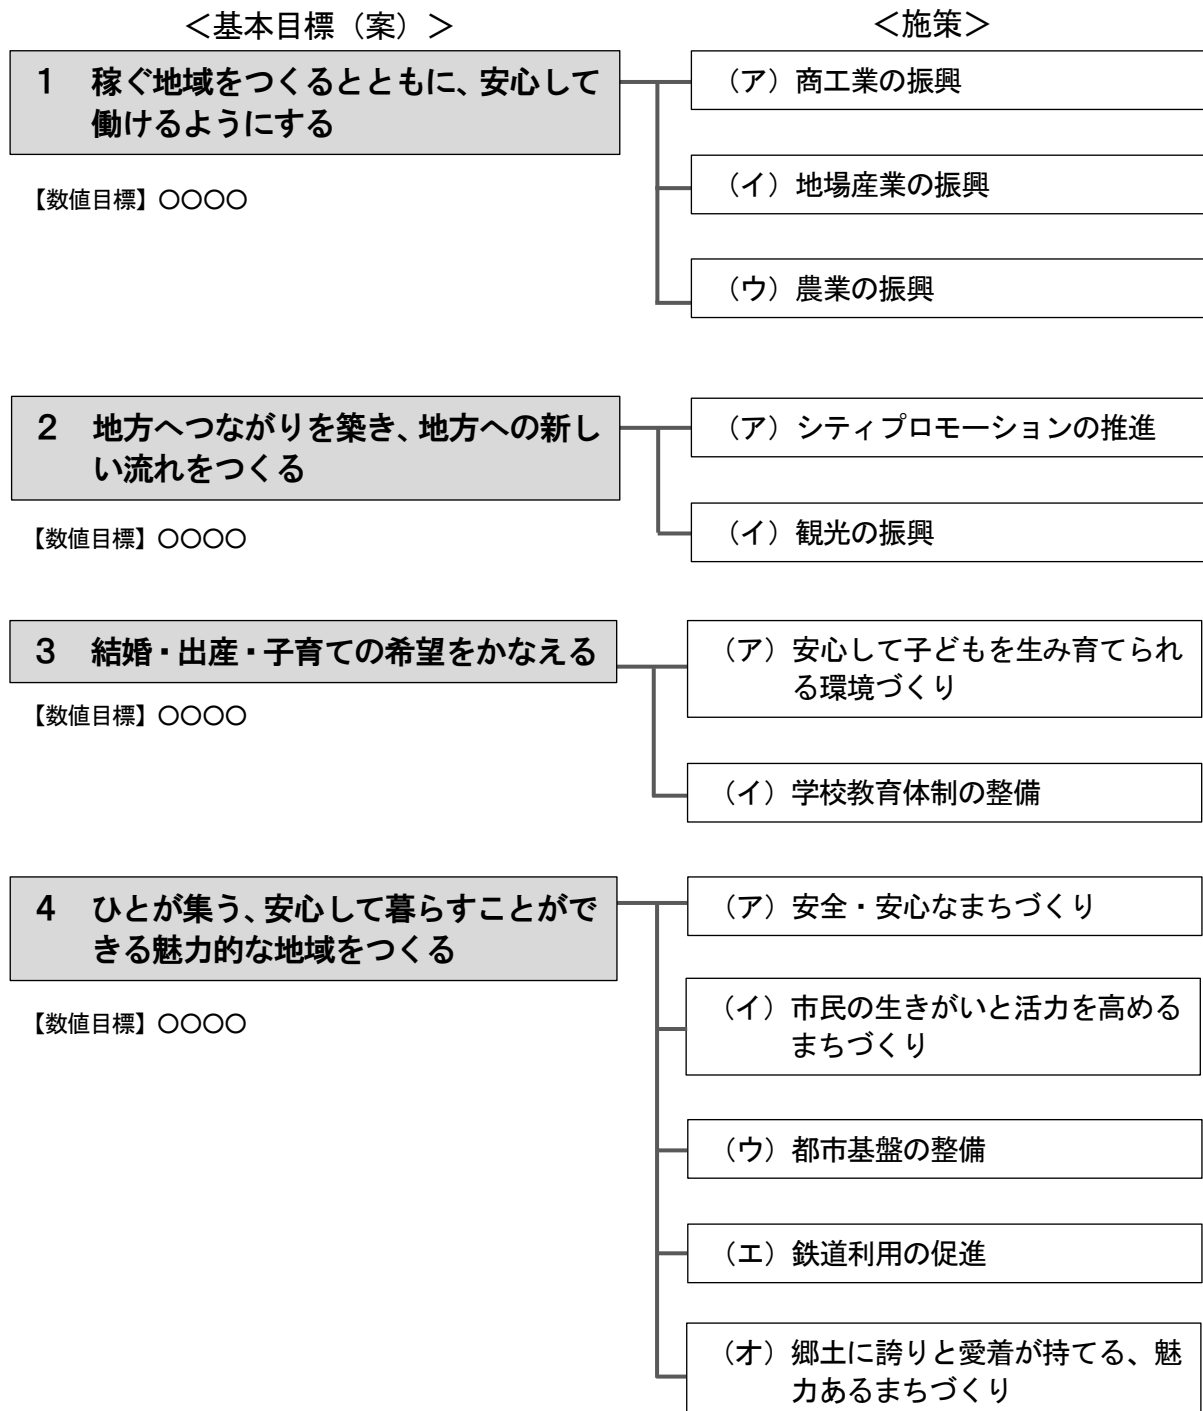 ＜基本目標（案）＞
＜施策＞
１　稼ぐ地域をつくるとともに、安心して
働けるようにする
【数値目標】〇〇〇〇
（ア）商工業の振興
（イ）地場産業の振興
（ウ）農業の振興
２　地方へつながりを築き、地方への新し
い流れをつくる
【数値目標】〇〇〇〇
（ア）シティプロモーションの推進
（イ）観光の振興
３　結婚・出産・子育ての希望をかなえる
【数値目標】〇〇〇〇
（ア）安心して子どもを生み育てられ
る環境づくり
（イ）学校教育体制の整備
４　ひとが集う、安心して暮らすことがで
きる魅力的な地域をつくる
【数値目標】〇〇〇〇
（ア）安全・安心なまちづくり
（イ）市民の生きがいと活力を高める
まちづくり
（ウ）都市基盤の整備
（エ）鉄道利用の促進
（オ）郷土に誇りと愛着が持てる、魅
力あるまちづくり